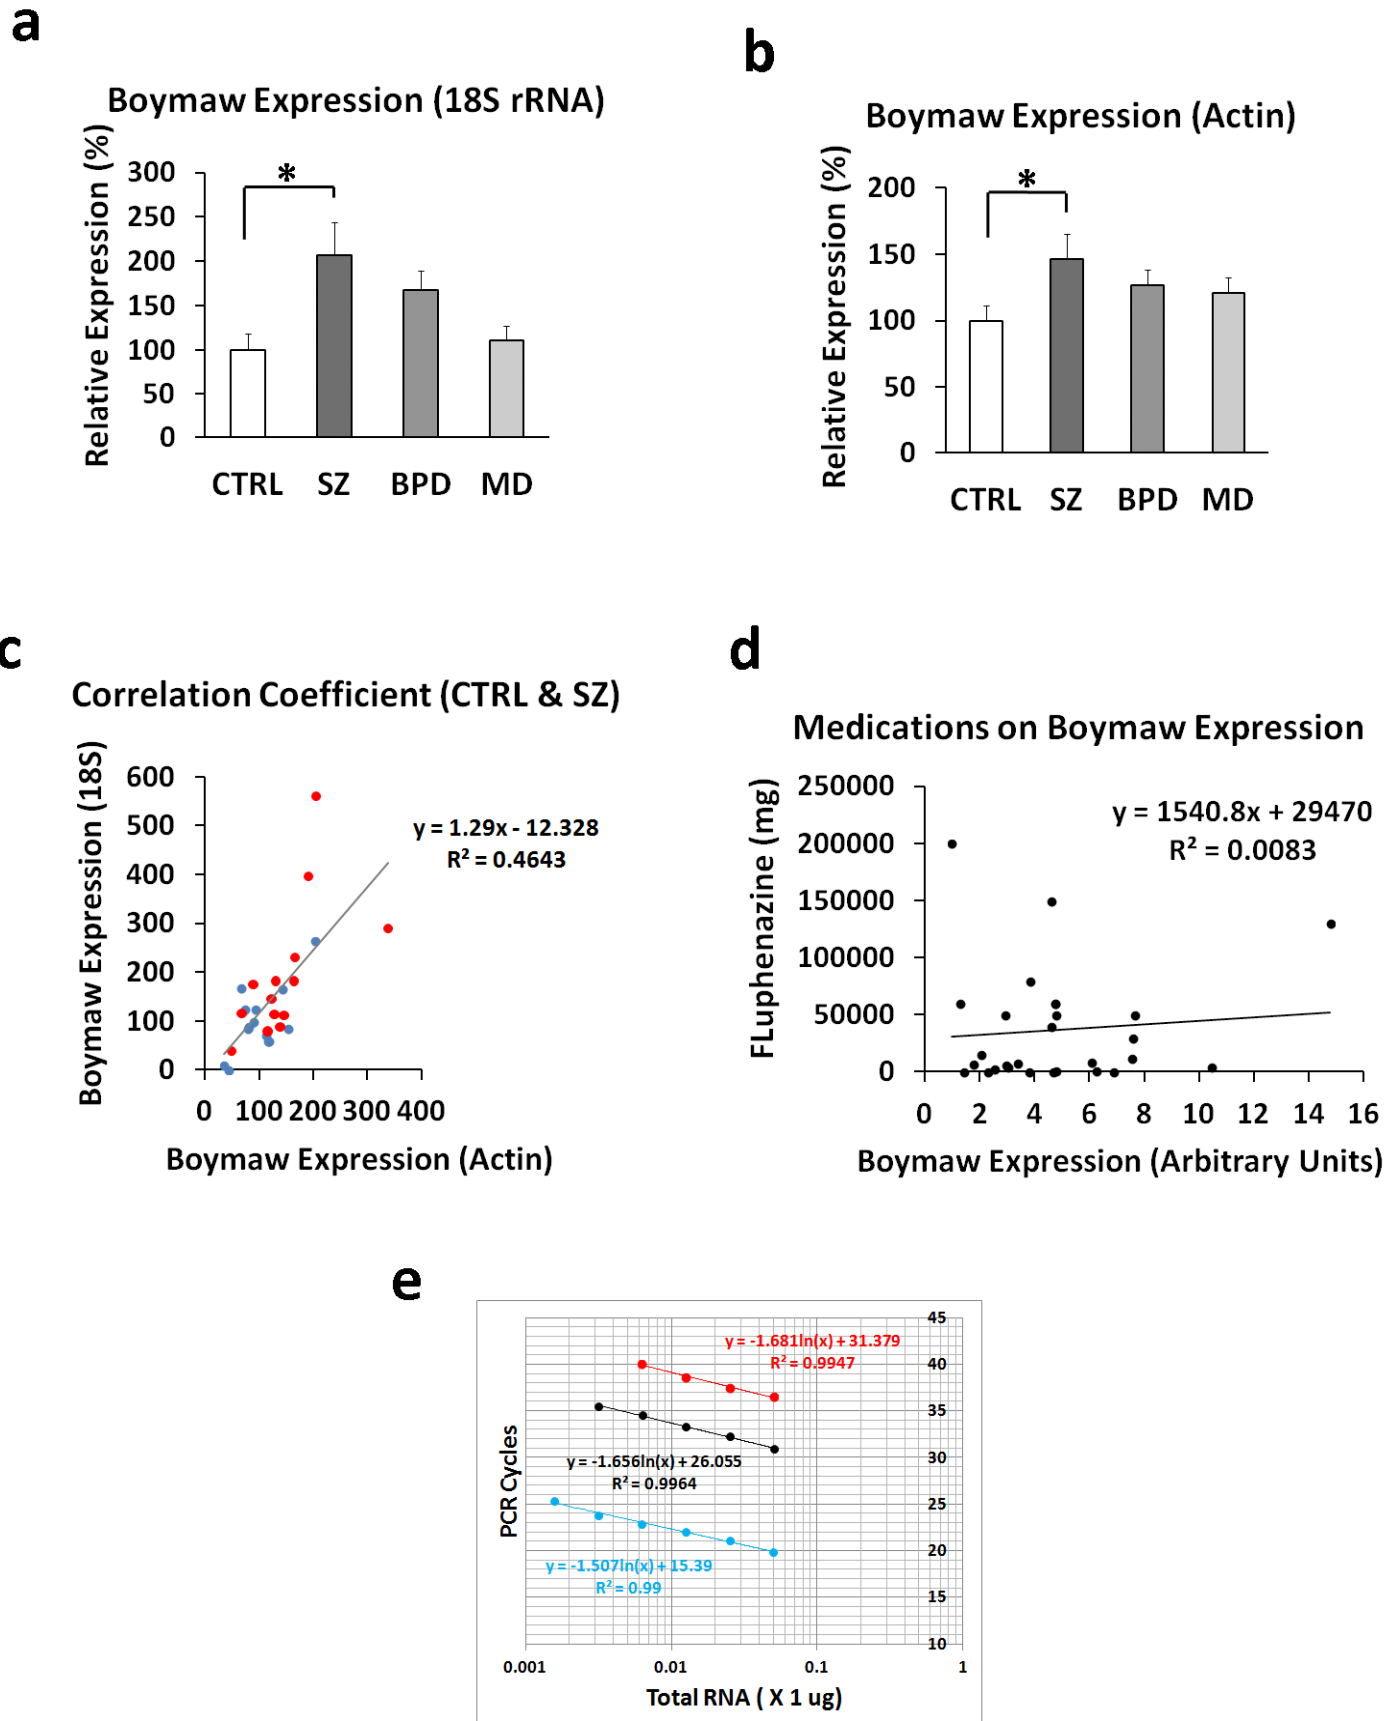 a
Boymaw Expression (18S rRNA)
Relative Expression (%)
300
250
200
150
100
50
0
*
CTRL SZ BPD MD
b
Boymaw Expression (Actin)
Relative Expression (%)
200
150
100
50
0
*
CTRL SZ BPD MD
c
Correlation Coefficient (CTRL & SZ)
Boymaw Expression (18S)
600
500
400
300
200
100
0
y = 1.29x - 12.328
R² = 0.4643
0 100 200 300 400
Boymaw Expression (Actin)
d
Medications on Boymaw Expression
FLuphenazine (mg)
250000
200000
150000
100000
50000
0
y = 1540.8x + 29470
R² = 0.0083
0 2 4 6 8 10 12 14 16
Boymaw Expression (Arbitrary Units)
e
PCR Cycles
45
40
35
30
25
20
15
10
y = -1.681ln(x) + 31.379
R² = 0.9947
y = -1.656ln(x) + 26.055
R² = 0.9964
y = -1.507ln(x) + 15.39
R² = 0.99
0.001 0.01 0.1 1
Total RNA ( X 1 ug)